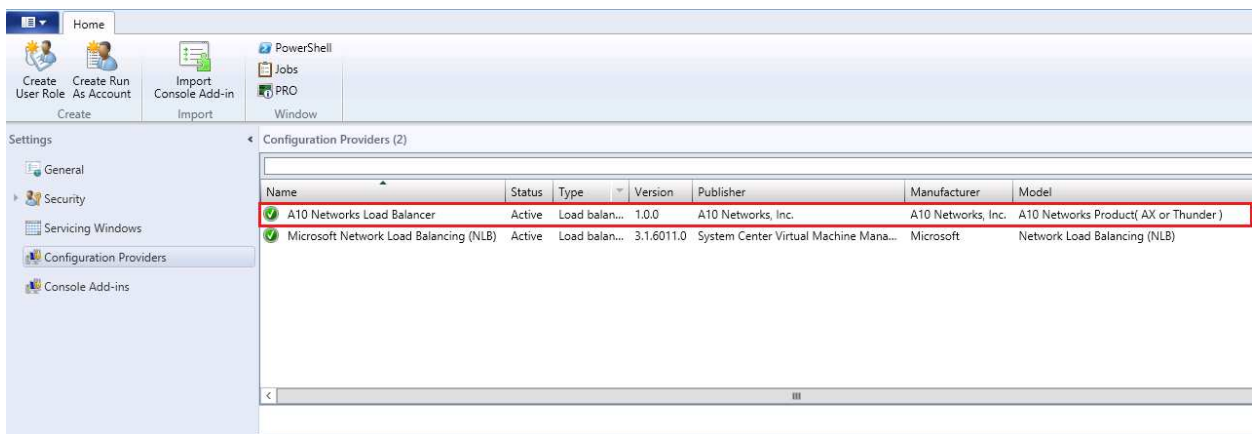 Home
Create User Role
Create Run As Account
Import Console Add-in
PowerShell
Jobs
PRO
Create
Import
Window
Settings
Configuration Providers (2)
General
Security
Servicing Windows
Configuration Providers
Console Add-ins
Name Status Type Version Publisher Manufacturer Model
A10 Networks Load Balancer Active Load balan... 1.0.0 A10 Networks, Inc. A10 Networks, Inc. A10 Networks Product( AX or Thunder )
Microsoft Network Load Balancing (NLB) Active Load balan... 3.1.6011.0 System Center Virtual Machine Mana... Microsoft Network Load Balancing (NLB)